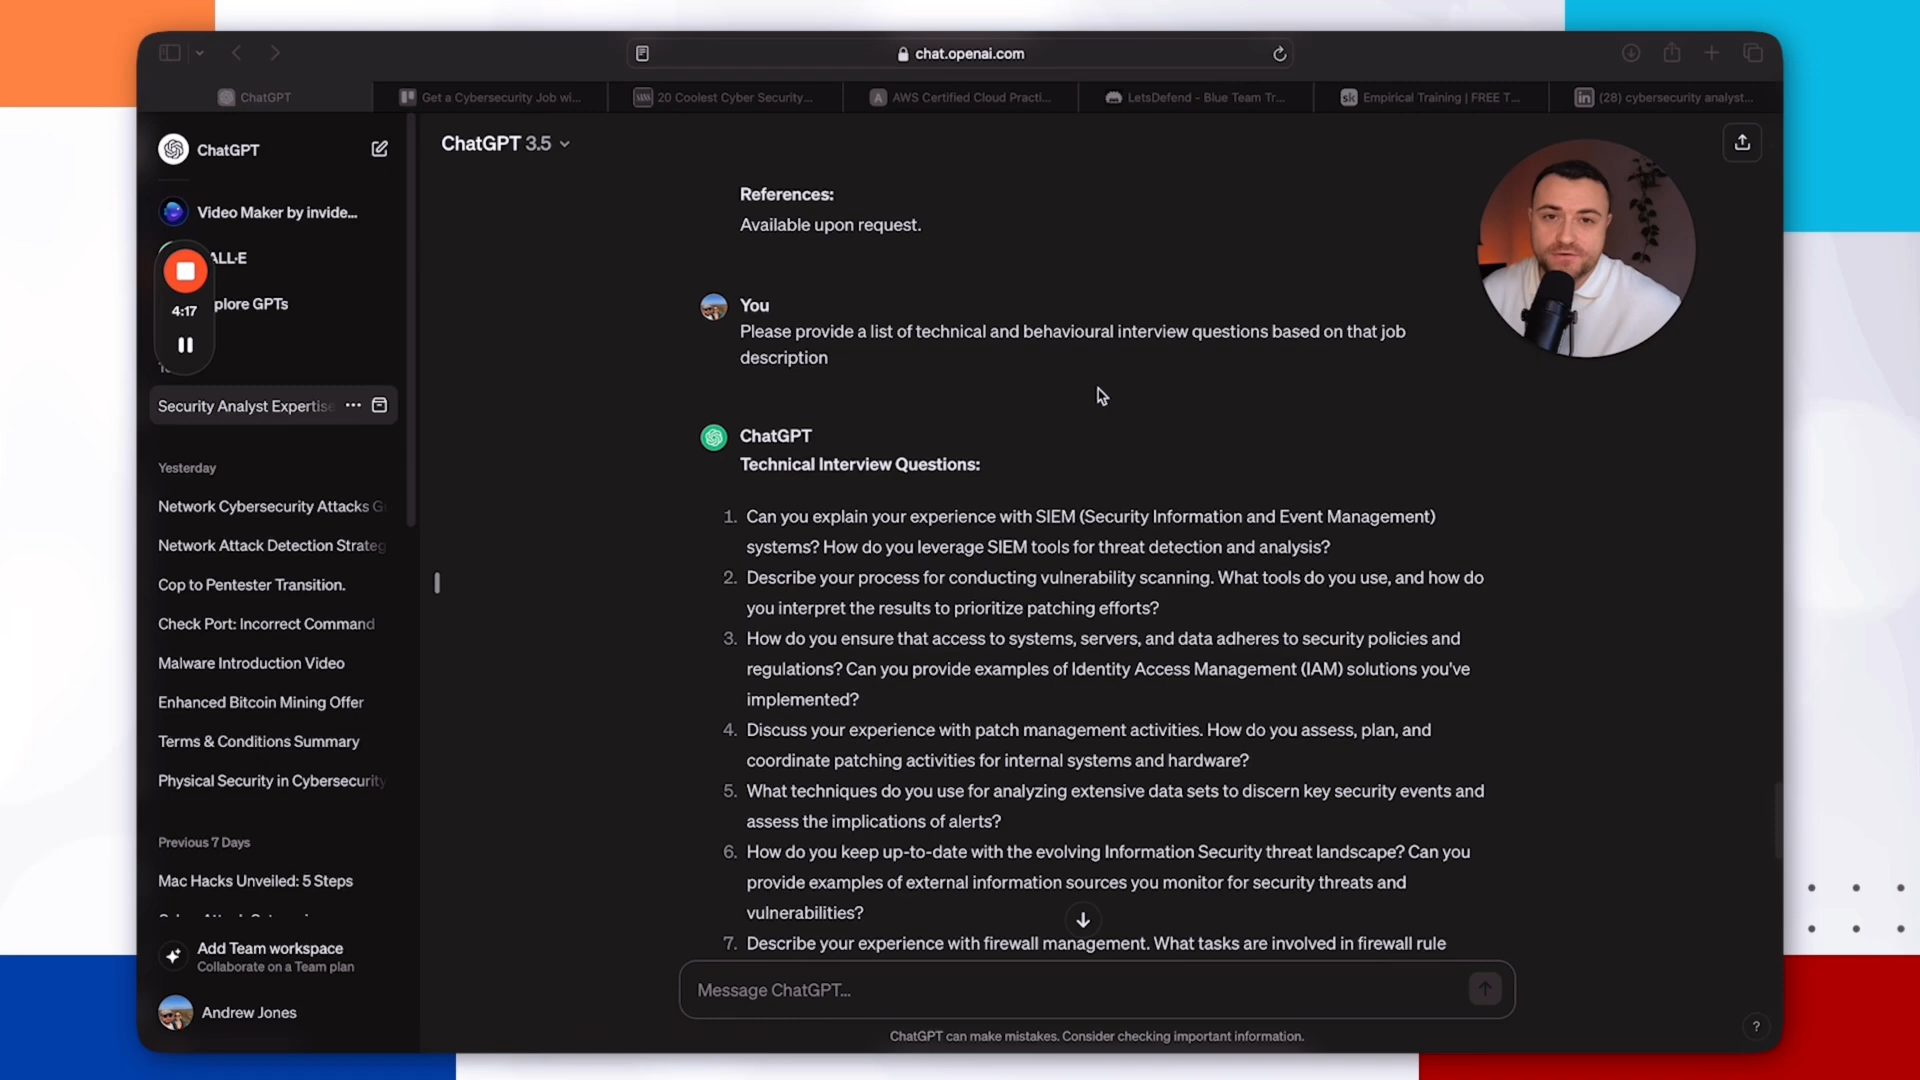 chat.openai.com
ChatGPT
Get a Cybersecurity Job wi...
20 Coolest Cyber Security...
AWS Certified Cloud Practi...
LetsDefend - Blue Team Tr...
Empirical Training | FREE T...
(28) cybersecurity analyst...
ChatGPT
ChatGPT 3.5
Video Maker by invide...
ALL·E
plore GPTs
4:17
Security Analyst Expertise
Yesterday
Network Cybersecurity Attacks G
Network Attack Detection Strateg
Cop to Pentester Transition.
Check Port: Incorrect Command
Malware Introduction Video
Enhanced Bitcoin Mining Offer
Terms & Conditions Summary
Physical Security in Cybersecurity
Previous 7 Days
Mac Hacks Unveiled: 5 Steps
Add Team workspace
Collaborate on a Team plan
Andrew Jones
References:
Available upon request.
You
Please provide a list of technical and behavioural interview questions based on that job
description
ChatGPT
Technical Interview Questions:
1. Can you explain your experience with SIEM (Security Information and Event Management)
systems? How do you leverage SIEM tools for threat detection and analysis?
2. Describe your process for conducting vulnerability scanning. What tools do you use, and how do
you interpret the results to prioritize patching efforts?
3. How do you ensure that access to systems, servers, and data adheres to security policies and
regulations? Can you provide examples of Identity Access Management (IAM) solutions you've
implemented?
4. Discuss your experience with patch management activities. How do you assess, plan, and
coordinate patching activities for internal systems and hardware?
5. What techniques do you use for analyzing extensive data sets to discern key security events and
assess the implications of alerts?
6. How do you keep up-to-date with the evolving Information Security threat landscape? Can you
provide examples of external information sources you monitor for security threats and
vulnerabilities?
7. Describe your experience with firewall management. What tasks are involved in firewall rule
Message ChatGPT...
ChatGPT can make mistakes. Consider checking important information.
?